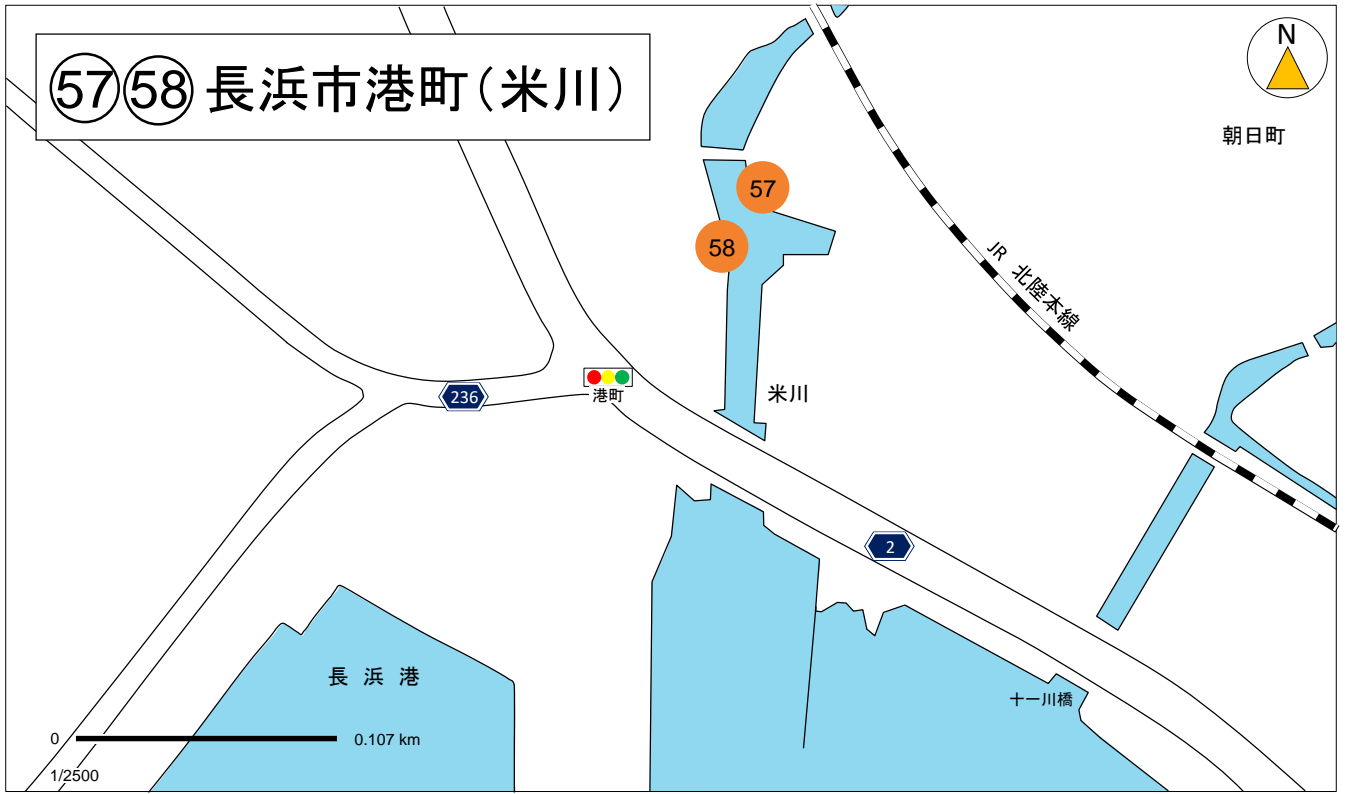 57 58 長浜市港町(米川)
N
朝日町
57
58
JR 北陸本線
236
港町
米川
2
長浜港
十一川橋
0 0.107 km
1/2500